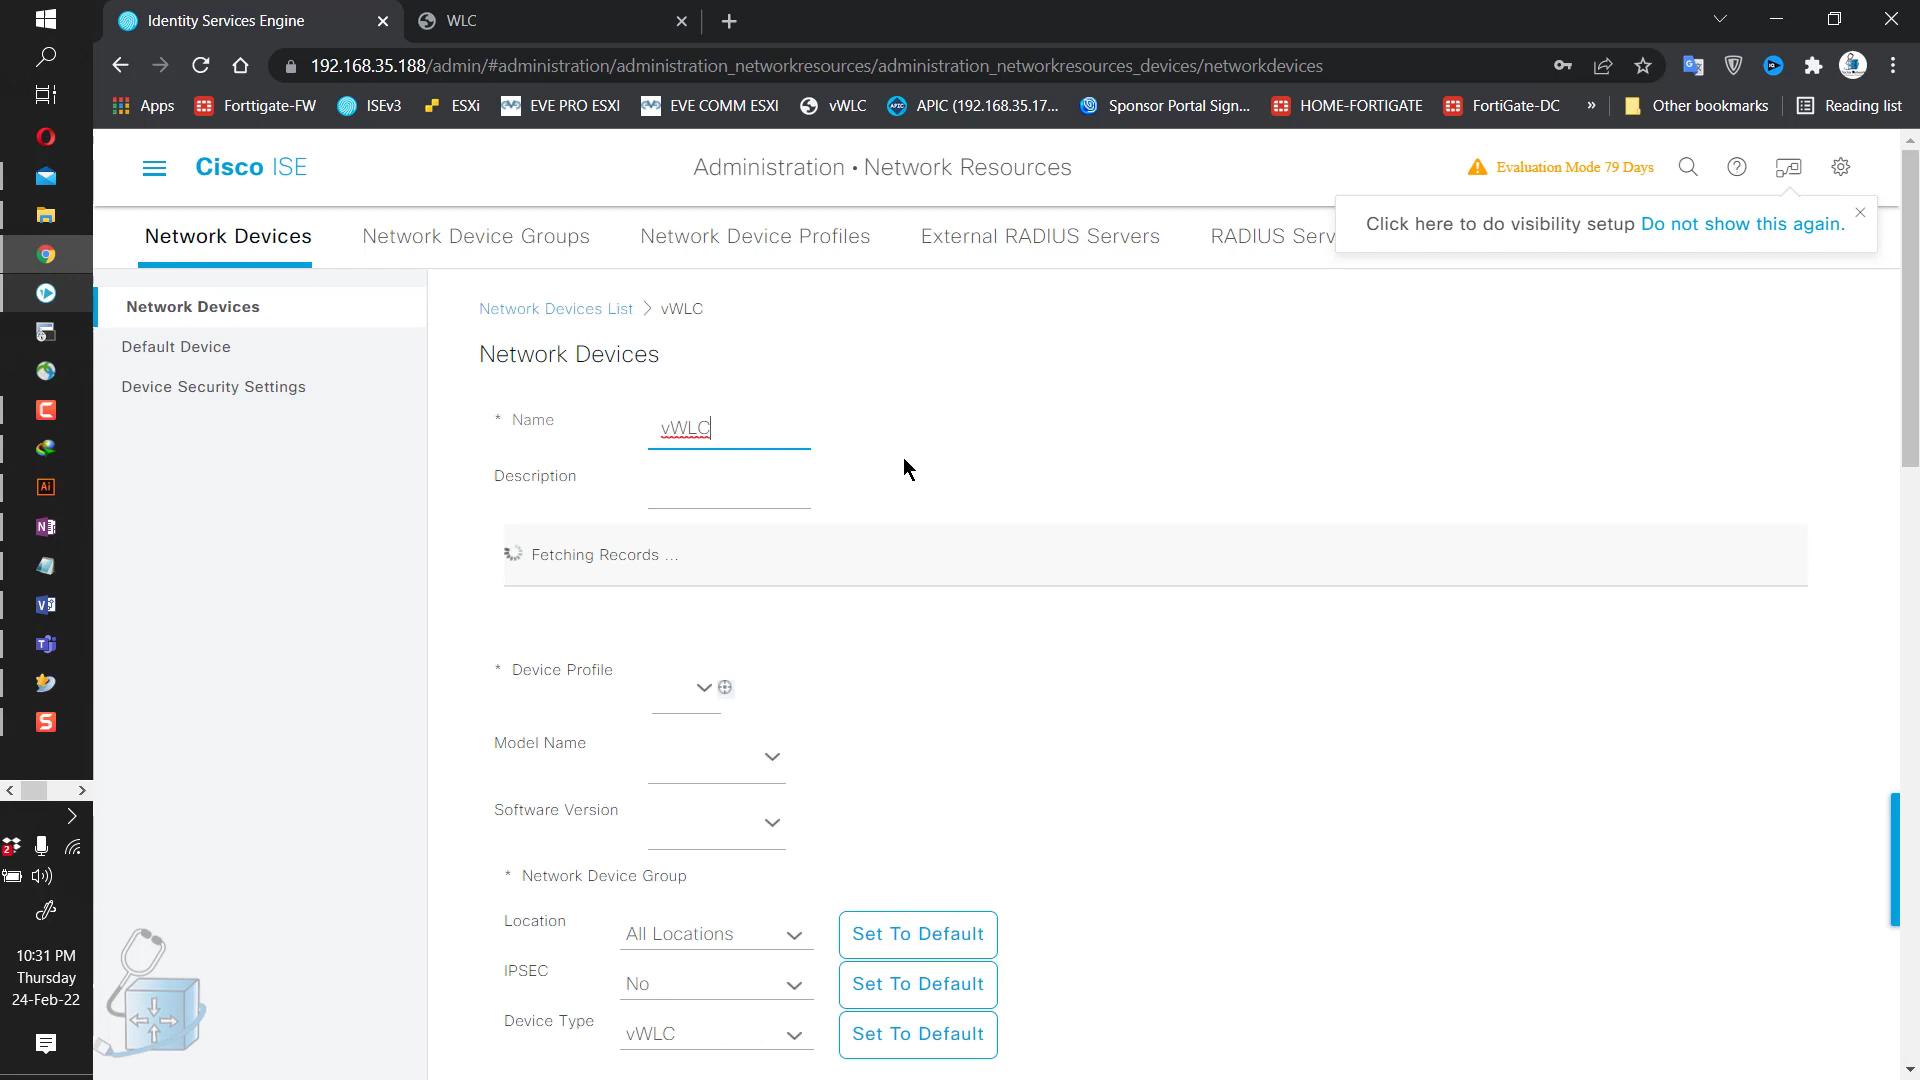 Identity Services Engine
WLC
192.168.35.188/admin/#administration/administration_networkresources/administration_networkresources_devices/networkdevices
Apps
Forttigate-FW
ISEv3
ESXi
EVE PRO ESXI
EVE COMM ESXI
vWLC
APIC (192.168.35.17...
Sponsor Portal Sign...
HOME-FORTIGATE
FortiGate-DC
»
Other bookmarks
Reading list
Cisco ISE
Administration • Network Resources
Evaluation Mode 79 Days
Click here to do visibility setup Do not show this again.
Network Devices
Network Device Groups
Network Device Profiles
External RADIUS Servers
RADIUS Serv
Network Devices
Default Device
Device Security Settings
Network Devices List > vWLC
Network Devices
* Name
vWLC
Description
Fetching Records ...
* Device Profile
Model Name
Software Version
* Network Device Group
Location
All Locations
Set To Default
IPSEC
No
Set To Default
Device Type
vWLC
Set To Default
Ai
N
V
T
C
S
2
10:31 PM
Thursday
24-Feb-22